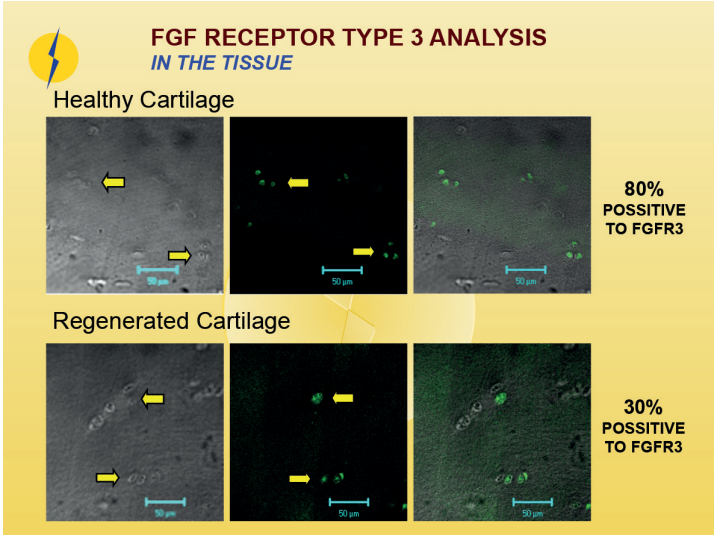 FGF RECEPTOR TYPE 3 ANALYSIS
IN THE TISSUE
Healthy Cartilage
50 µm
50 µm
50 µm
80%
POSSITIVE
TO FGFR3
Regenerated Cartilage
50 µm
50 µm
50 µm
30%
POSSITIVE
TO FGFR3